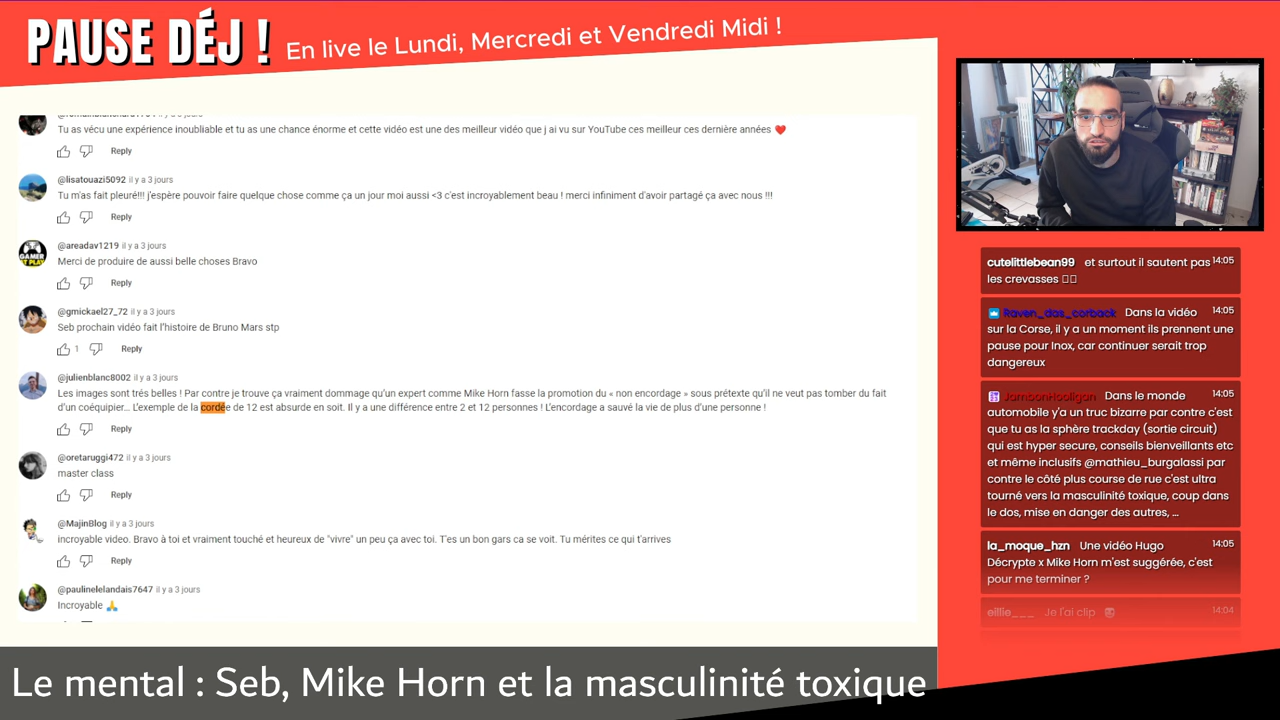 PAUSE DÉJ !
En live le Lundi, Mercredi et Vendredi Midi !
Tu as vécu une expérience inoubliable et tu as une chance énorme et cette vidéo est une des meilleur vidéo que j ai vu sur YouTube ces meilleur ces dernière années ❤️
Reply
@lisatouazi5092 il y a 3 jours
Tu m'as fait pleuré!!! j'espère pouvoir faire quelque chose comme ça un jour moi aussi <3 c'est incroyablement beau ! merci infiniment d'avoir partagé ça avec nous !!!
Reply
GAMER
@areadav1219 il y a 3 jours
Merci de produire de aussi belle choses Bravo
Reply
@gmickael27_72 il y a 3 jours
Seb prochain vidéo fait l'histoire de Bruno Mars stp
1 Reply
@julienblanc8002 il y a 3 jours
Les images sont trés belles ! Par contre je trouve ça vraiment dommage qu'un expert comme Mike Horn fasse la promotion du « non encordage » sous prétexte qu'il ne veut pas tomber du fait
d'un coéquipier... L'exemple de la cordée de 12 est absurde en soit. Il y a une différence entre 2 et 12 personnes ! L'encordage a sauvé la vie de plus d'une personne !
Reply
@oretaruggi472 il y a 3 jours
master class
Reply
@MajinBlog il y a 3 jours
incroyable video. Bravo à toi et vraiment touché et heureux de "vivre" un peu ça avec toi. T'es un bon gars ca se voit. Tu mérites ce qui t'arrives
Reply
@paulinelelandais7647 il y a 3 jours
Incroyable 🙏
cutelittlebean99 et surtout il sautent pas 14:05
les crevasses
Raven_das_corback Dans la vidéo 14:05
sur la Corse, il y a un moment ils prennent une
pause pour Inox, car continuer serait trop
dangereux
JambonHooligan Dans le monde 14:05
automobile y'a un truc bizarre par contre c'est
que tu as la sphère trackday (sortie circuit)
qui est hyper secure, conseils bienveillants etc
et même inclusifs @mathieu_burgalassi par
contre le côté plus course de rue c'est ultra
tourné vers la masculinité toxique, coup dans
le dos, mise en danger des autres, ...
la_moque_hzn Une vidéo Hugo 14:05
Décrypte x Mike Horn m'est suggérée, c'est
pour me terminer ?
eillie___ Je l'ai clip 14:04
Le mental : Seb, Mike Horn et la masculinité toxique